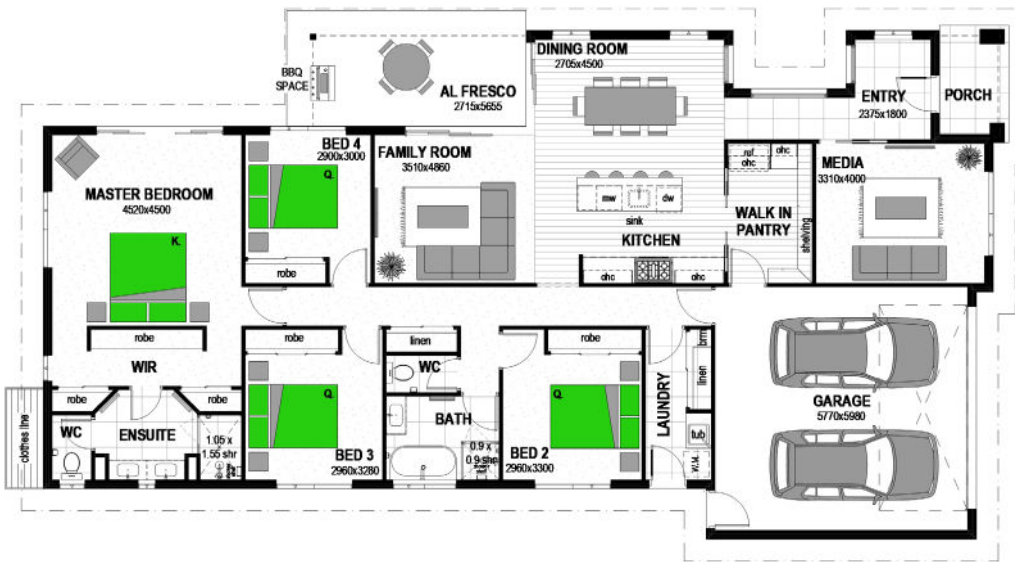 DINING ROOM
2705x4500
BBQ
SPACE
AL FRESCO
2715x5655
ENTRY
2375x1800
PORCH
BED 4
2900x3000
FAMILY ROOM
3510x4860
ref
ohc
ohc
MEDIA
3310x4000
MASTER BEDROOM
4520x4500
Q.
mw
dw
sink
WALK IN
PANTRY
shelving
KITCHEN
K.
robe
ohc
ohc
robe
WIR
robe
linen
robe
brm
linen
WC
robe
robe
Q.
Q.
LAUNDRY
GARAGE
5770x5980
clothes line
WC
ENSUITE
1.05 x
1.55 shr
BATH
0.9 x
0.9 shr
tub
W.M.
BED 3
2960x3280
BED 2
2960x3300